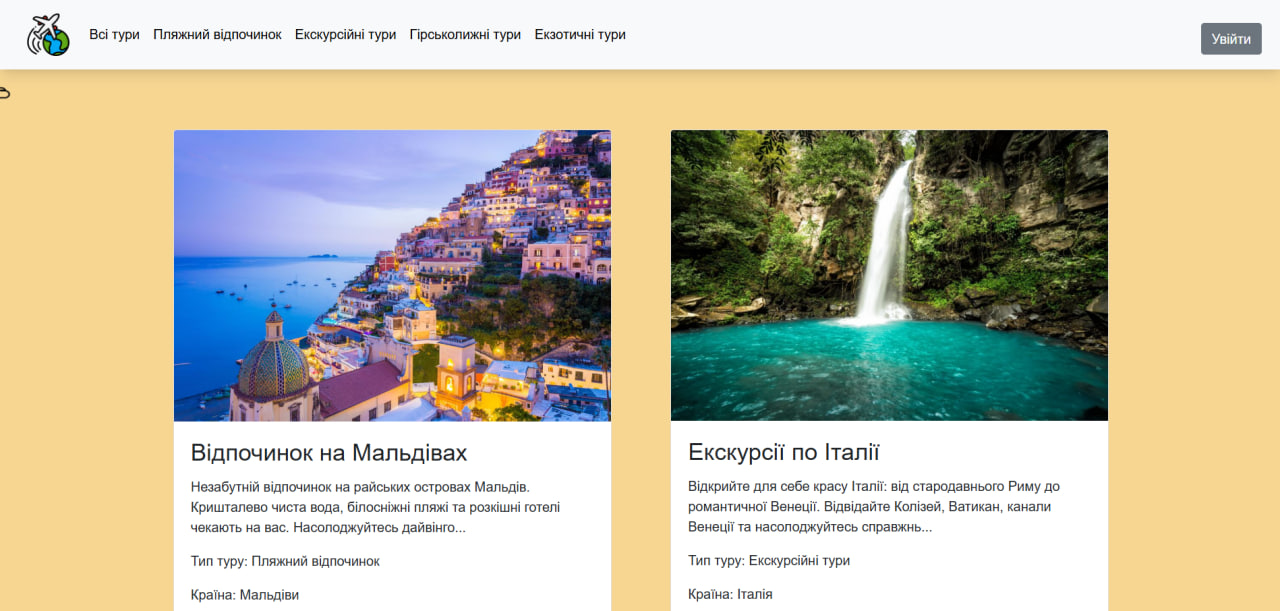 Всі тури Пляжний відпочинок Екскурсійні тури Гірськолижні тури Екзотичні тури
Увійти
Відпочинок на Мальдівах
Незабутній відпочинок на райських островах Мальдів.
Кришталево чиста вода, білосніжні пляжі та розкішні готелі
чекають на вас. Насолоджуйтесь дайвінго...
Тип туру: Пляжний відпочинок
Країна: Мальдіви
Екскурсії по Італії
Відкрийте для себе красу Італії: від стародавнього Риму до
романтичної Венеції. Відвідайте Колізей, Ватикан, канали
Венеції та насолоджуйтесь справжнь...
Тип туру: Екскурсійні тури
Країна: Італія